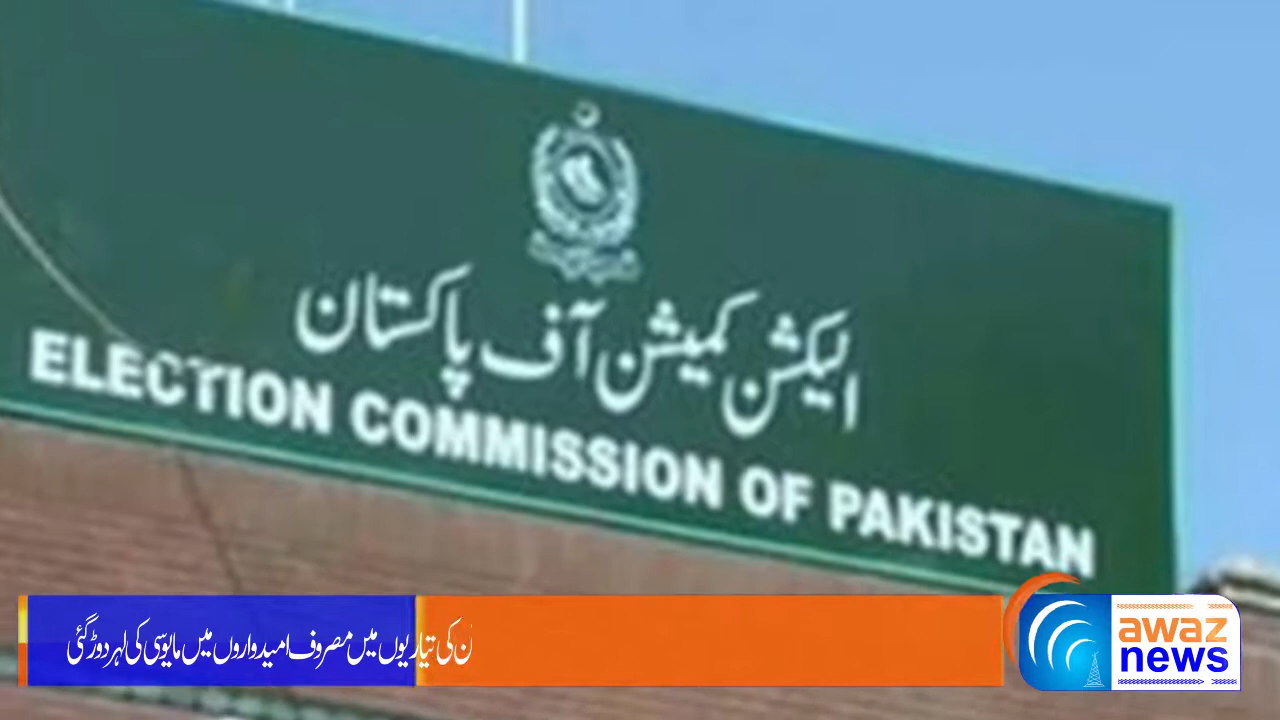 الیکشن کمیشن آف پاکستان
ELECTION COMMISSION OF PAKISTAN
کی تیاریوں میں مصروف امیدواروں میں مایوسی کی لہر دوڑ گئی
awaz
news